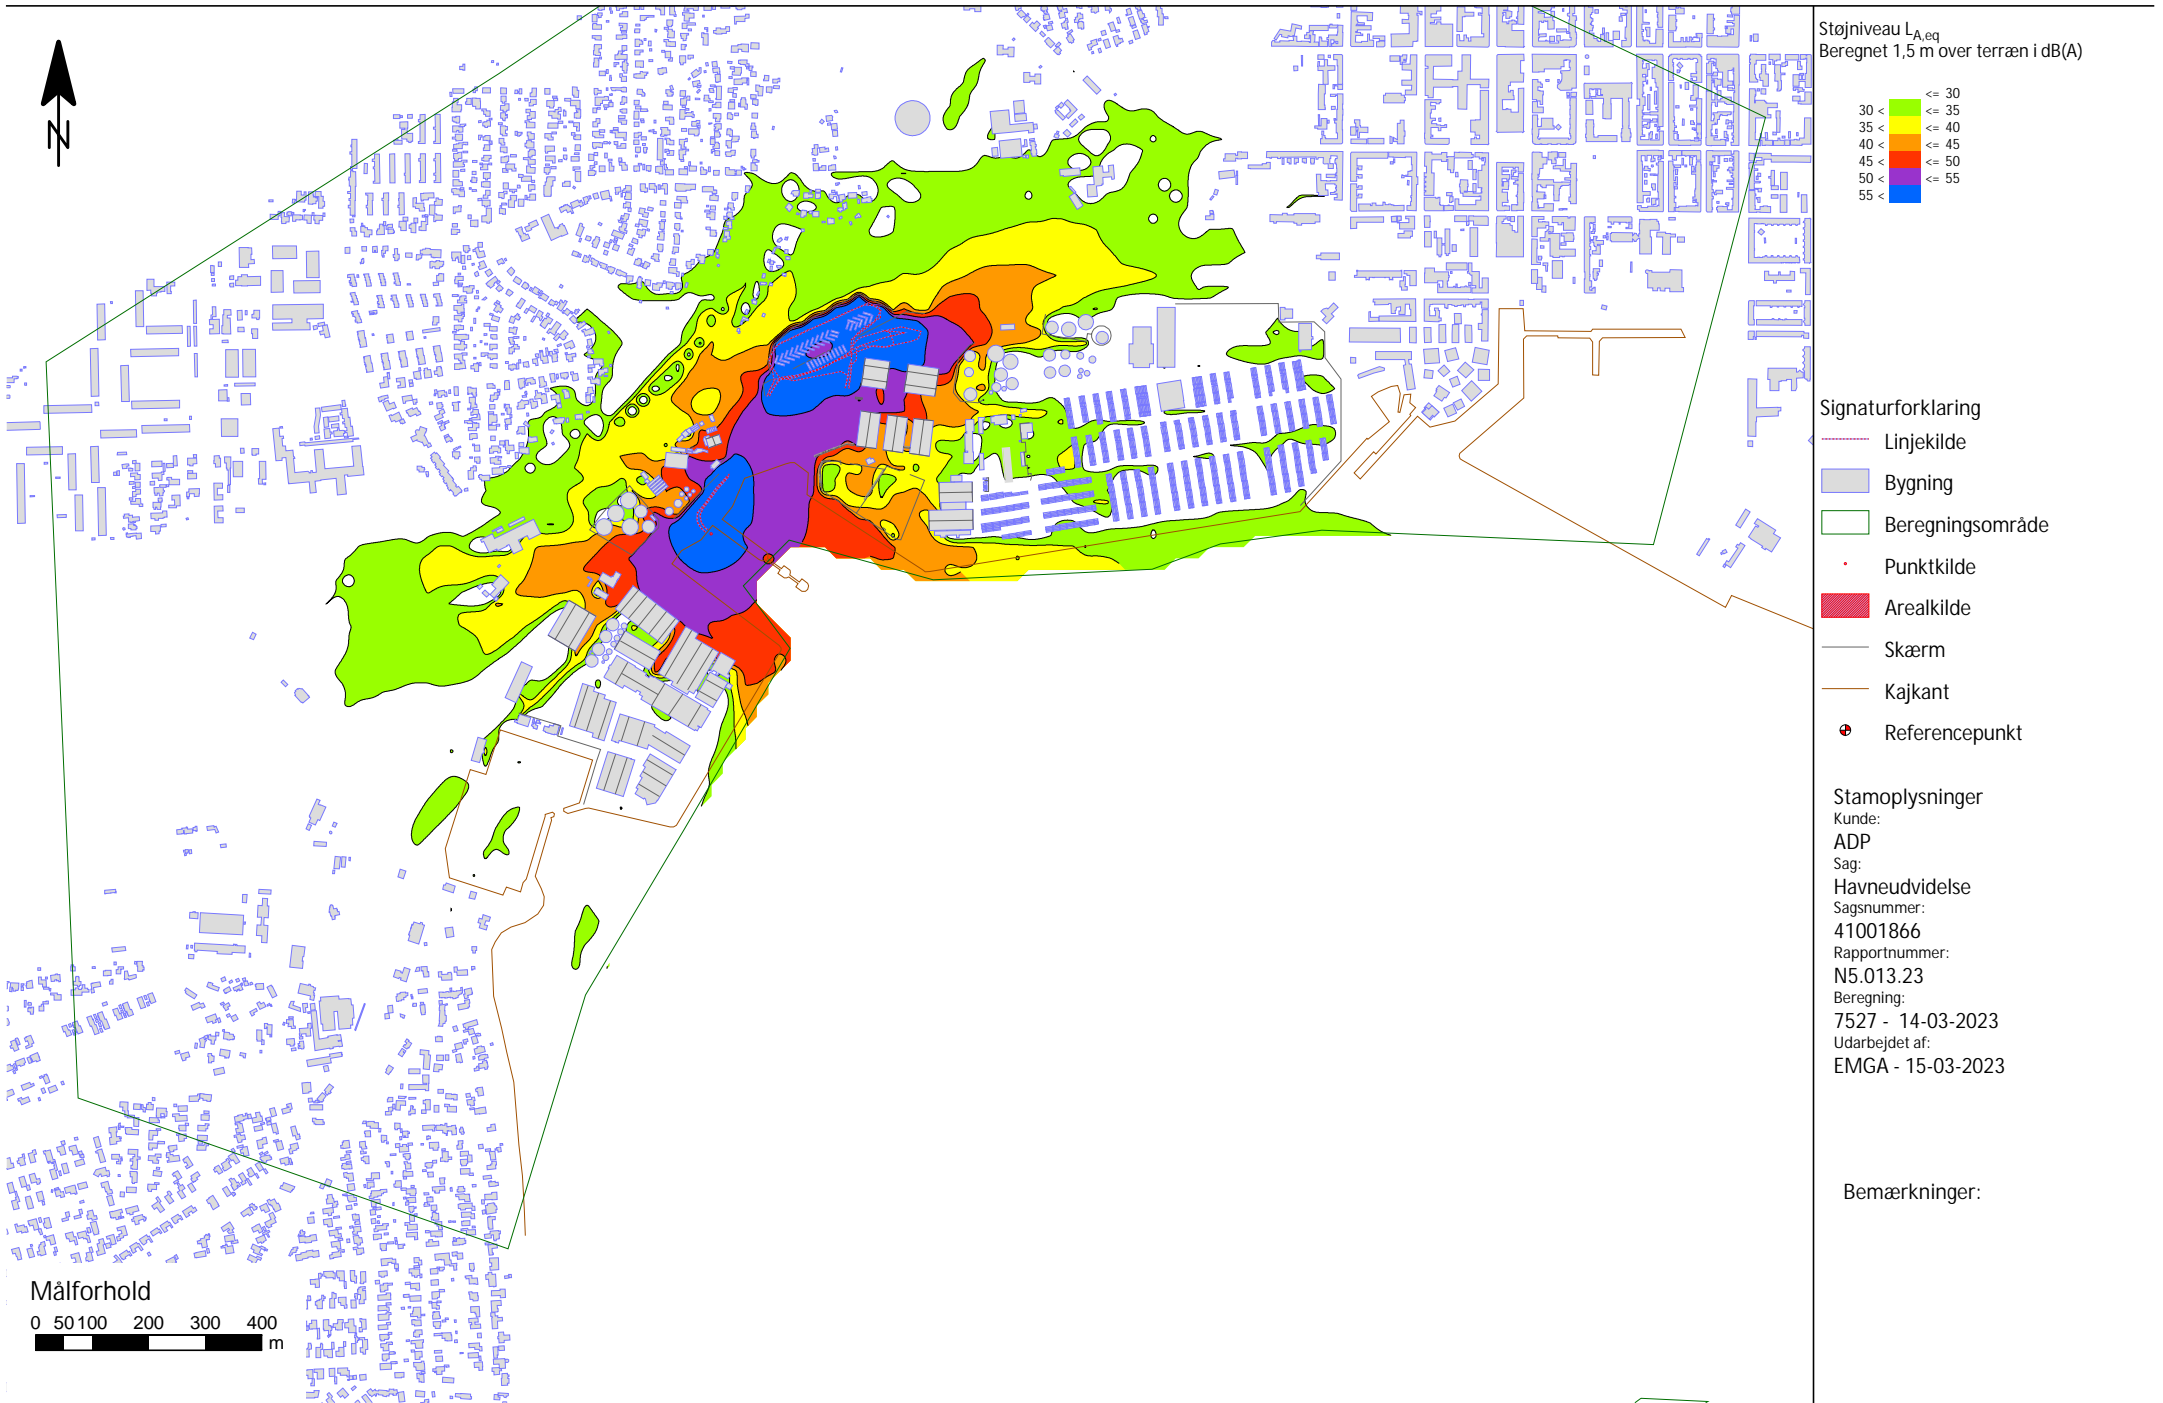 N
Støjniveau LA,eq
Beregnet 1,5 m over terræn i dB(A)
<= 30
30 < <= 35
35 < <= 40
40 < <= 45
45 < <= 50
50 < <= 55
55 <
Signaturforklaring
Linjekilde
Bygning
Beregningsområde
Punktkilde
Arealkilde
Skærm
Kajkant
Referencepunkt
Stamoplysninger
Kunde:
ADP
Sag:
Havneudvidelse
Sagsnummer:
41001866
Rapportnummer:
N5.013.23
Beregning:
7527 - 14-03-2023
Udarbejdet af:
EMGA - 15-03-2023
Bemærkninger:
Målforhold
0 50 100 200 300 400
m